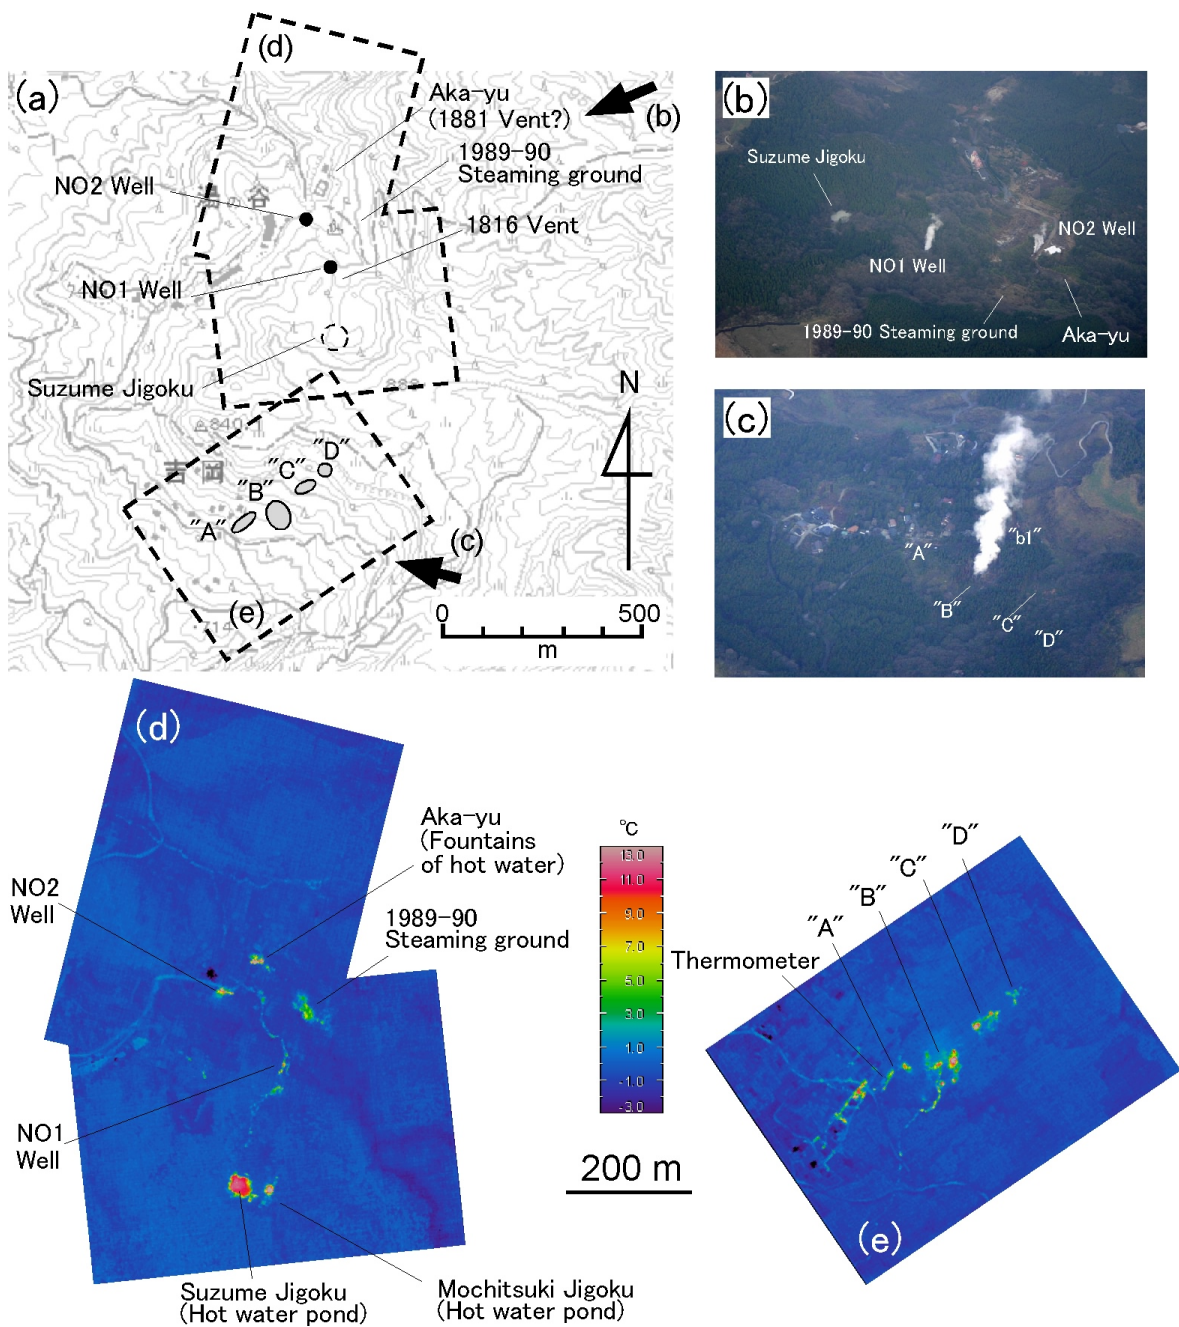 (a)
(d)
Aka-yu
(1881 Vent?)
(b)
1989-90
Steaming ground
NO2 Well
谷
1816 Vent
NO1 Well
Suzume Jigoku
吉岡
"D"
"C"
"B"
"A"
(c)
(e)
N
0 500
m
(b)
Suzume Jigoku
NO2 Well
NO1 Well
1989-90 Steaming ground
Aka-yu
(c)
"b1"
"A"
"B"
"C"
"D"
(d)
Aka-yu
(Fountains
of hot water)
NO2
Well
1989-90
Steaming ground
NO1
Well
Suzume Jigoku
(Hot water pond)
Mochitsuki Jigoku
(Hot water pond)
°C
13.0
11.0
9.0
7.0
5.0
3.0
1.0
-1.0
-3.0
200 m
"D"
"C"
"B"
"A"
Thermometer
(e)